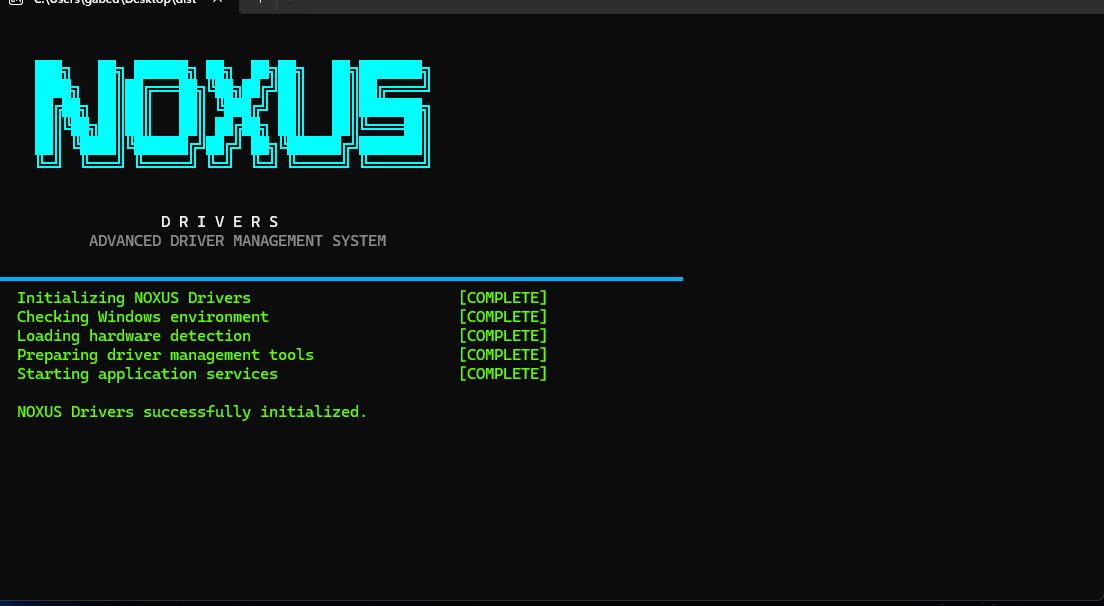 NOXUS
D R I V E R S
ADVANCED DRIVER MANAGEMENT SYSTEM
Initializing NOXUS Drivers [COMPLETE]
Checking Windows environment [COMPLETE]
Loading hardware detection [COMPLETE]
Preparing driver management tools [COMPLETE]
Starting application services [COMPLETE]
NOXUS Drivers successfully initialized.